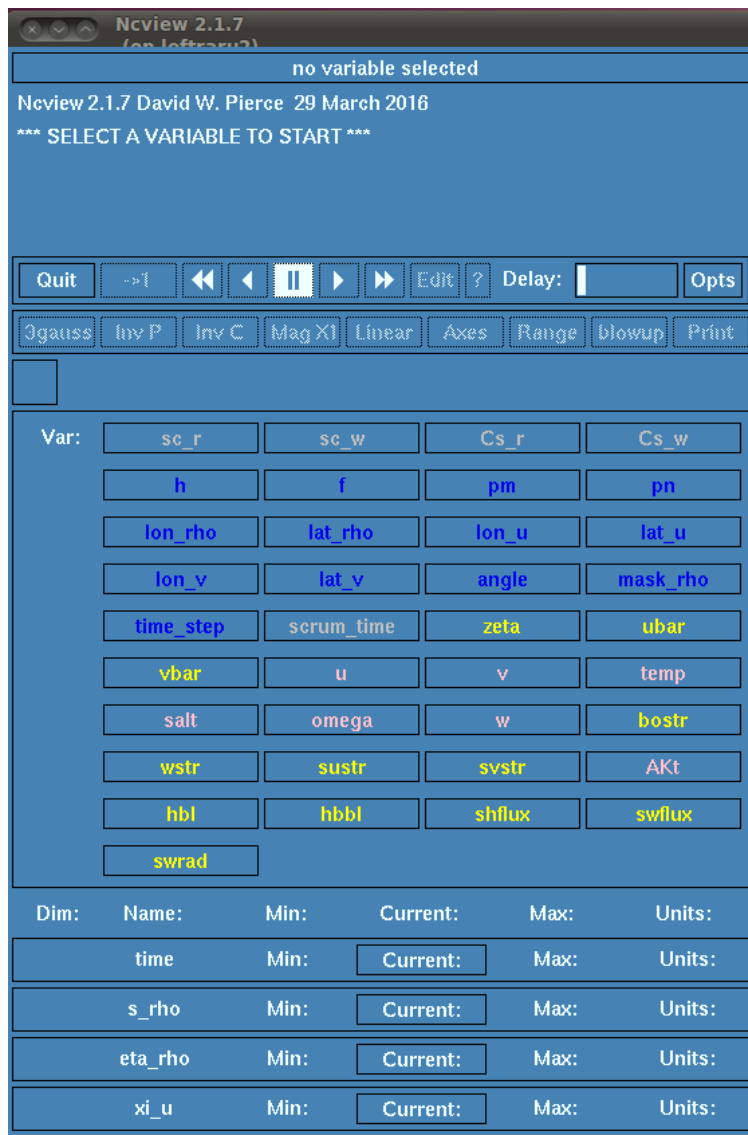 Ncview 2.1.7
(on leftraru2)
no variable selected
Ncview 2.1.7 David W. Pierce 29 March 2016
*** SELECT A VARIABLE TO START ***
Quit ->1 Edit ? Delay: Opts
3gauss Inv P Inv C Mag X1 Linear Axes Range blowup Print
Var: sc_r sc_w Cs_r Cs_w
h f pm pn
lon_rho lat_rho lon_u lat_u
lon_v lat_v angle mask_rho
time_step scrum_time zeta ubar
vbar u v temp
salt omega w bostr
wstr sustr svstr AKt
hbl hbbl shflux swflux
swrad
Dim: Name: Min: Current: Max: Units:
time Min: Current: Max: Units:
s_rho Min: Current: Max: Units:
eta_rho Min: Current: Max: Units:
xi_u Min: Current: Max: Units: